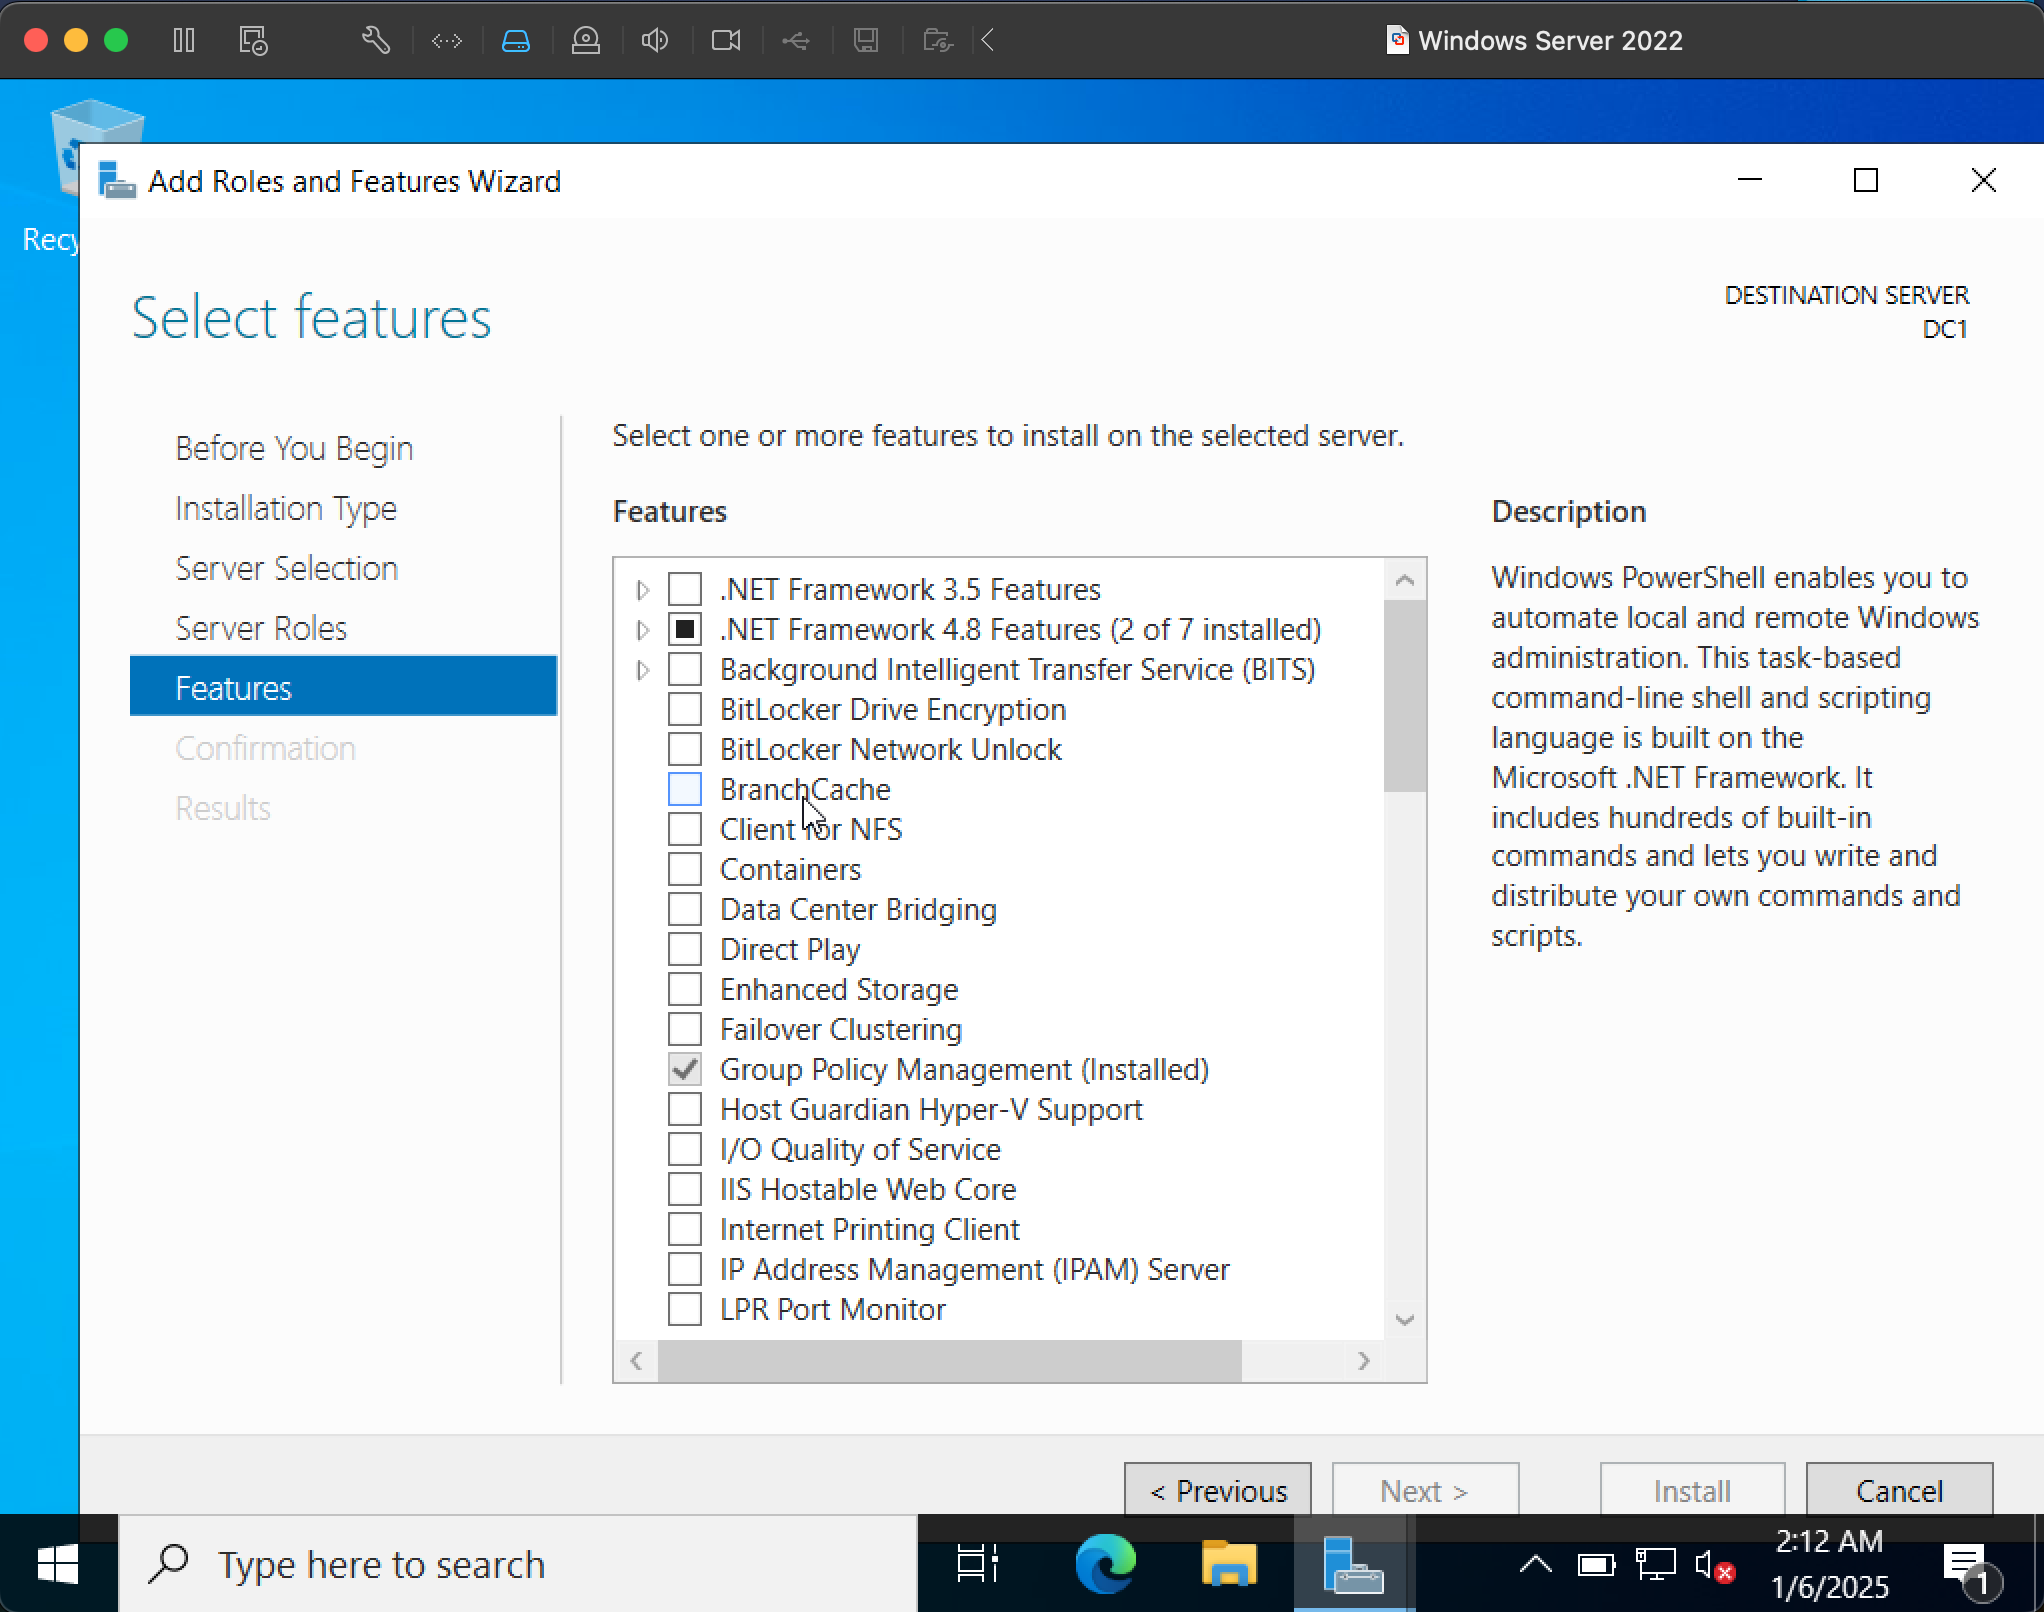 Windows Server 2022
Recy
Add Roles and Features Wizard
Select features
DESTINATION SERVER
DC1
Before You Begin
Installation Type
Server Selection
Server Roles
Features
Confirmation
Results
Select one or more features to install on the selected server.
Features
.NET Framework 3.5 Features
.NET Framework 4.8 Features (2 of 7 installed)
Background Intelligent Transfer Service (BITS)
BitLocker Drive Encryption
BitLocker Network Unlock
BranchCache
Client for NFS
Containers
Data Center Bridging
Direct Play
Enhanced Storage
Failover Clustering
Group Policy Management (Installed)
Host Guardian Hyper-V Support
I/O Quality of Service
IIS Hostable Web Core
Internet Printing Client
IP Address Management (IPAM) Server
LPR Port Monitor
Description
Windows PowerShell enables you to
automate local and remote Windows
administration. This task-based
command-line shell and scripting
language is built on the
Microsoft .NET Framework. It
includes hundreds of built-in
commands and lets you write and
distribute your own commands and
scripts.
< Previous
Next >
Install
Cancel
Type here to search
2:12 AM
1/6/2025
1